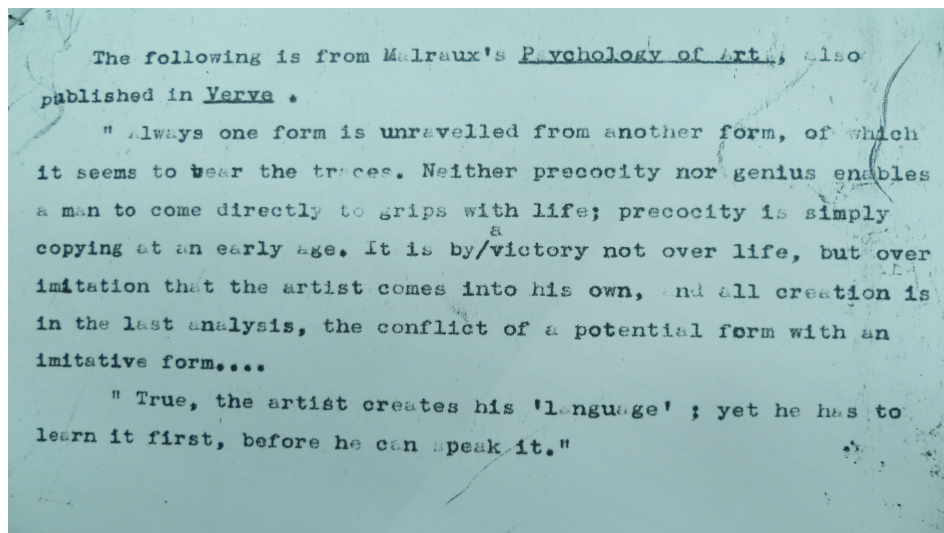 The following is from Malraux's Psychology of Art, also
published in Verve .
" Always one form is unravelled from another form, of which
it seems to bear the traces. Neither precocity nor genius enables
a man to come directly to grips with life; precocity is simply
copying at an early age. It is by/a victory not over life, but over
imitation that the artist comes into his own, and all creation is
in the last analysis, the conflict of a potential form with an
imitative form....
" True, the artist creates his 'language' ; yet he has to
learn it first, before he can speak it."